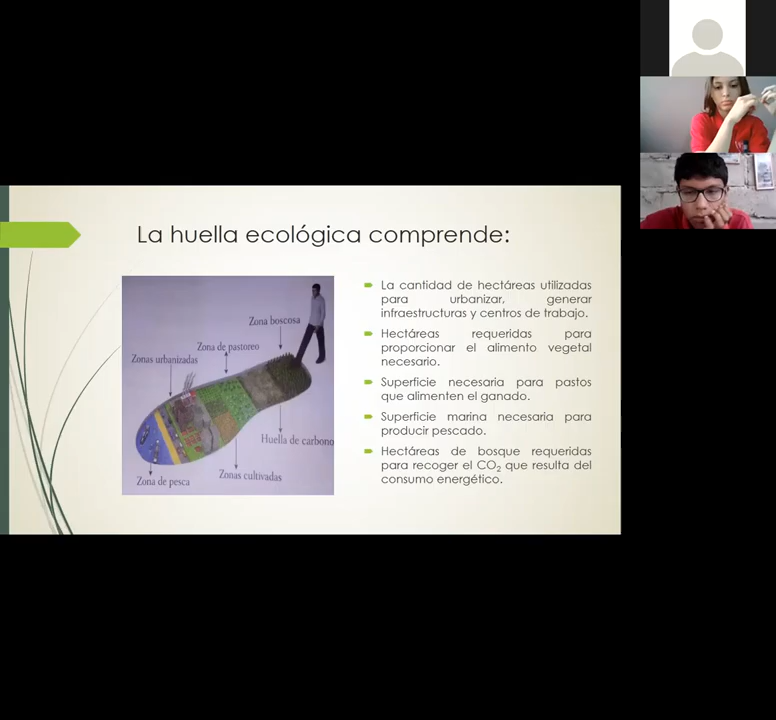 La huella ecológica comprende:
Zona boscosa
Zona de pastoreo
Zonas urbanizadas
Huella de carbono
Zonas cultivadas
Zona de pesca
La cantidad de hectáreas utilizadas
para urbanizar, generar
infraestructuras y centros de trabajo.
Hectáreas requeridas para
proporcionar el alimento vegetal
necesario.
Superficie necesaria para pastos
que alimenten el ganado.
Superficie marina necesaria para
producir pescado.
Hectáreas de bosque requeridas
para recoger el CO₂ que resulta del
consumo energético.